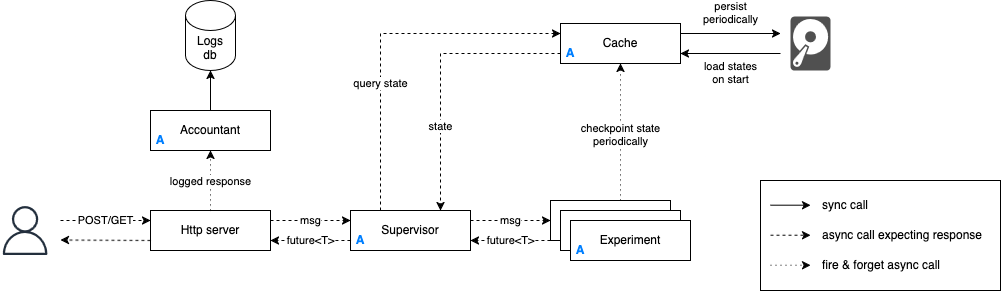 persist
periodically
Logs
db
Cache
A
load states
on start
query state
Accountant
A
state
checkpoint state
periodically
logged response
POST/GET
Http server
msg
future<T>
Supervisor
A
msg
future<T>
Experiment
A
sync call
async call expecting response
fire & forget async call